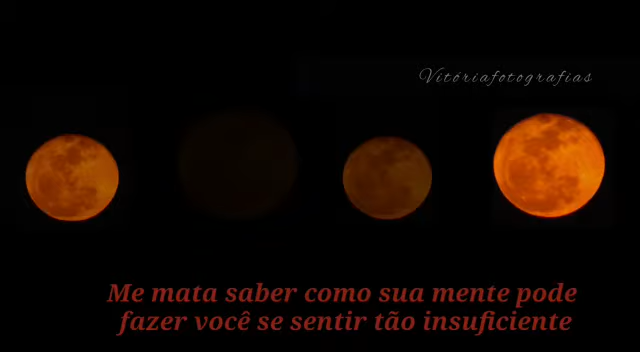 Vitóriafotografias
Me mata saber como sua mente pode
fazer você se sentir tão insuficiente